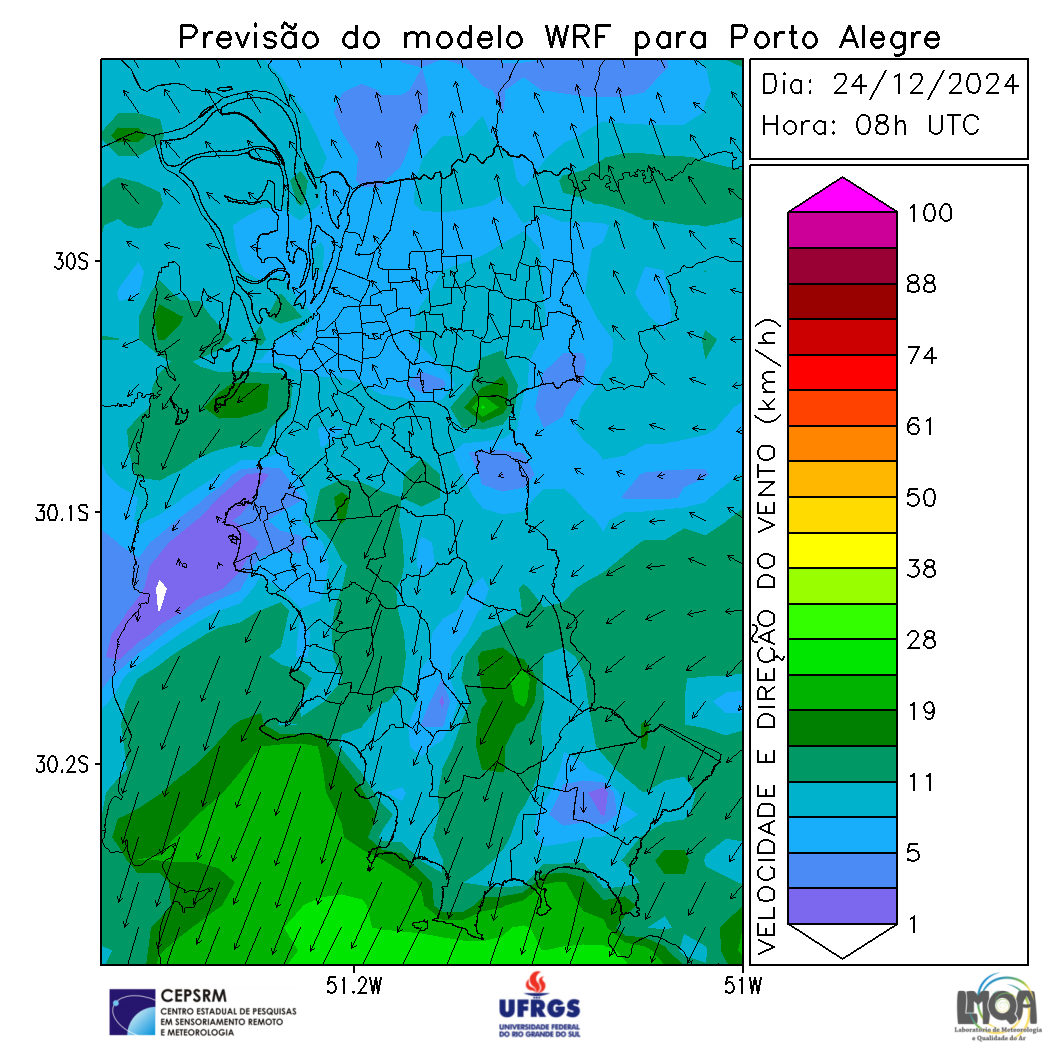 Previsão do modelo WRF para Porto Alegre
Dia: 24/12/2024
Hora: 08h UTC
30S
30.1S
30.2S
51.2W
51W
VELOCIDADE E DIREÇÃO DO VENTO (km/h)
100
88
74
61
50
38
28
19
11
5
1
CEPSRM
CENTRO ESTADUAL DE PESQUISAS
EM SENSORIAMENTO REMOTO
E METEOROLOGIA
UFRGS
UNIVERSIDADE FEDERAL
DO RIO GRANDE DO SUL
LMQA
Laboratório de Meteorologia
e Qualidade do Ar